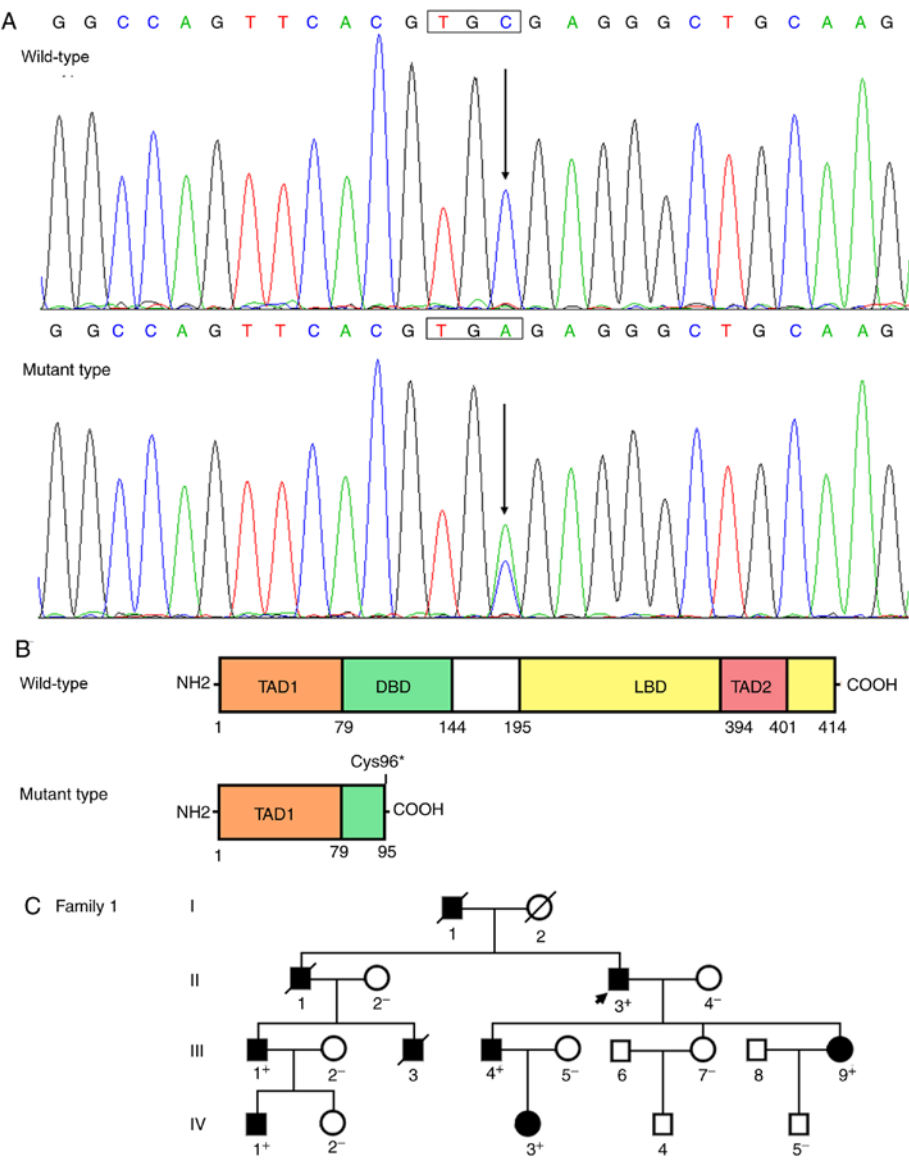 A G G C C A G T T C A C G T G C G A G G G C T G C A A G
Wild-type
G G C C A G T T C A C G T G A G A G G G C T G C A A G
Mutant type
B
Wild-type NH2 TAD1 DBD LBD TAD2 COOH
1 79 144 195 394 401 414
Cys96*
Mutant type NH2 TAD1 COOH
1 79 95
C Family 1 I
1 2
II
1 2− 3+ 4−
III
1+ 2− 3 4+ 5− 6 7− 8 9+
IV
1+ 2− 3+ 4 5−